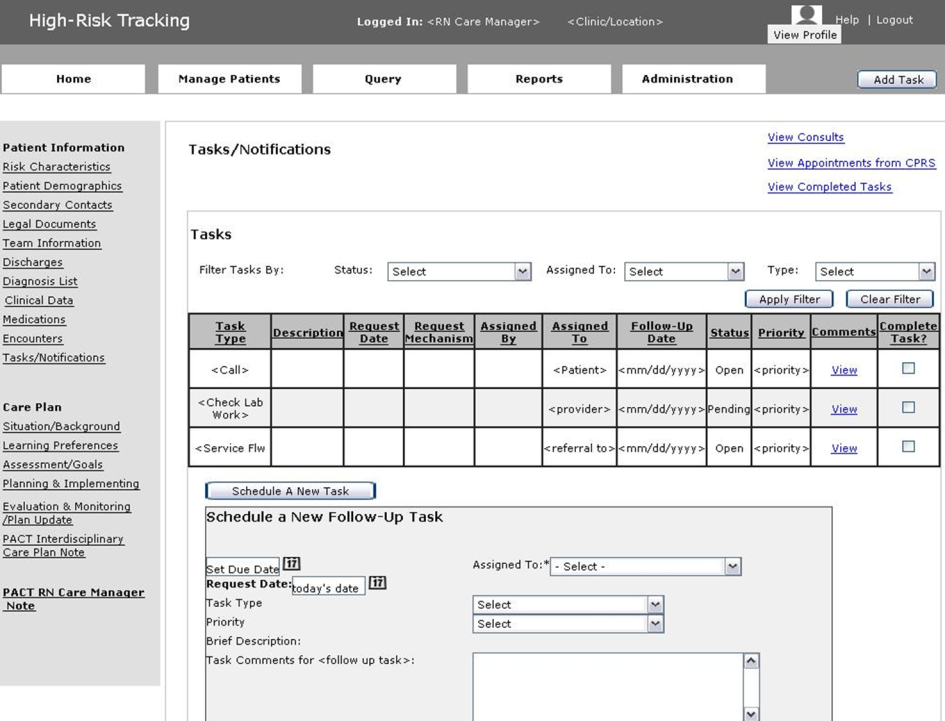 High-Risk Tracking
Logged In: <RN Care Manager> <Clinic/Location>
Help | Logout
View Profile
Home Manage Patients Query Reports Administration Add Task
Patient Information
Risk Characteristics
Patient Demographics
Secondary Contacts
Legal Documents
Team Information
Discharges
Diagnosis List
Clinical Data
Medications
Encounters
Tasks/Notifications
Care Plan
Situation/Background
Learning Preferences
Assessment/Goals
Planning & Implementing
Evaluation & Monitoring
/Plan Update
PACT Interdisciplinary
Care Plan Note
PACT RN Care Manager
Note
Tasks/Notifications
View Consults
View Appointments from CPRS
View Completed Tasks
Tasks
Filter Tasks By: Status: Select Assigned To: Select Type: Select
Apply Filter Clear Filter
Task Type Description Request Date Request Mechanism Assigned By Assigned To Follow-Up Date Status Priority Comments Complete Task?
<Call> <Patient> <mm/dd/yyyy> Open <priority> View
<Check Lab Work> <provider> <mm/dd/yyyy> Pending <priority> View
<Service Flw <referral to> <mm/dd/yyyy> Open <priority> View
Schedule A New Task
Schedule a New Follow-Up Task
Set Due Date 17 Assigned To:* - Select -
Request Date: today's date 17
Task Type Select
Priority Select
Brief Description:
Task Comments for <follow up task>: